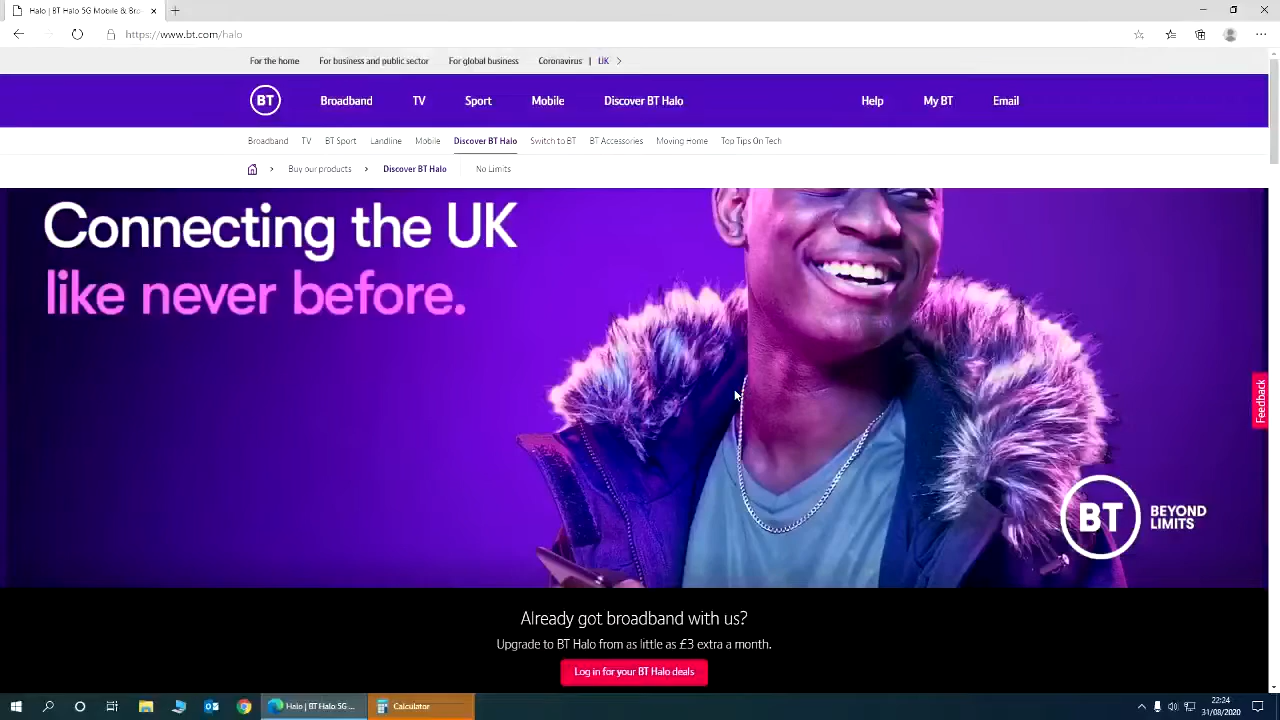 Halo | BT Halo 5G Mobile & Bro
https://www.bt.com/halo
For the home For business and public sector For global business Coronavirus | UK
BT Broadband TV Sport Mobile Discover BT Halo Help My BT Email
Broadband TV BT Sport Landline Mobile Discover BT Halo Switch to BT BT Accessories Moving Home Top Tips On Tech
Buy our products Discover BT Halo No Limits
Connecting the UK
like never before.
Feedback
BT BEYOND
LIMITS
Already got broadband with us?
Upgrade to BT Halo from as little as £3 extra a month.
Log in for your BT Halo deals
Halo | BT Halo 5G ... Calculator
22:24
31/08/2020